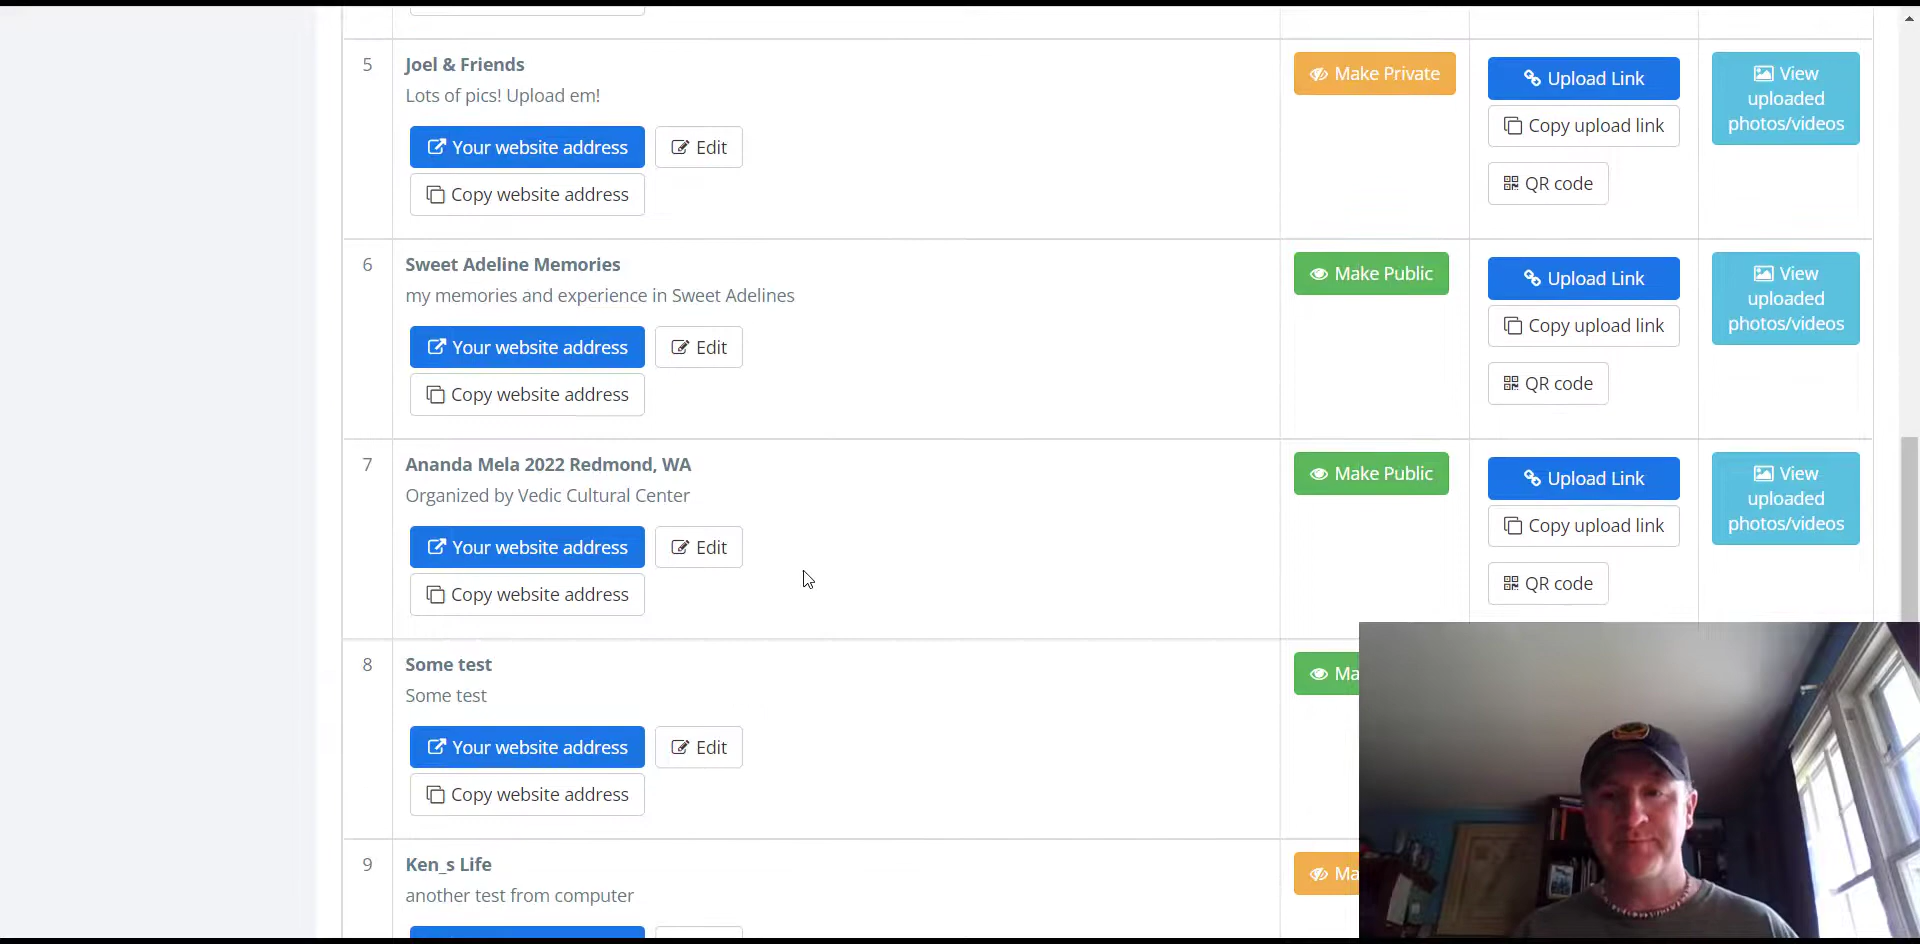 5
Joel & Friends
Lots of pics! Upload em!
Your website address
Edit
Copy website address
Make Private
Upload Link
Copy upload link
QR code
View
uploaded
photos/videos
6
Sweet Adeline Memories
my memories and experience in Sweet Adelines
Your website address
Edit
Copy website address
Make Public
Upload Link
Copy upload link
QR code
View
uploaded
photos/videos
7
Ananda Mela 2022 Redmond, WA
Organized by Vedic Cultural Center
Your website address
Edit
Copy website address
Make Public
Upload Link
Copy upload link
QR code
View
uploaded
photos/videos
8
Some test
Some test
Your website address
Edit
Copy website address
Ma
9
Ken_s Life
another test from computer
Ma